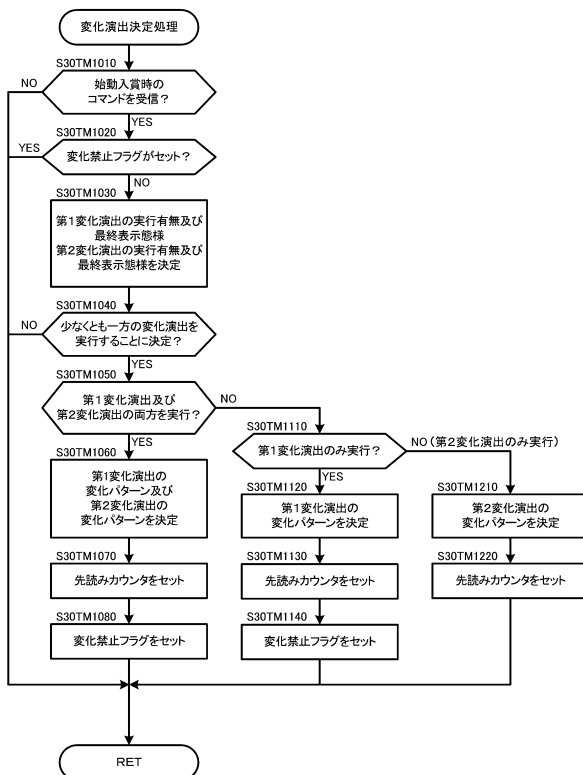 変化演出決定処理
S30TM1010
NO
始動入賞時の
コマンドを受信？
YES
S30TM1020
YES
変化禁止フラグがセット？
NO
S30TM1030
第１変化演出の実行有無及び
最終表示態様
第２変化演出の実行有無及び
最終表示態様を決定
S30TM1040
NO
少なくとも一方の変化演出を
実行することに決定？
YES
S30TM1050
第１変化演出及び
第２変化演出の両方を実行？
NO
YES
S30TM1060
第１変化演出の
変化パターン及び
第２変化演出の
変化パターンを決定
S30TM1070
先読みカウンタをセット
S30TM1080
変化禁止フラグをセット
S30TM1110
第１変化演出のみ実行？
NO（第２変化演出のみ実行）
YES
S30TM1120
第１変化演出の
変化パターンを決定
S30TM1130
先読みカウンタをセット
S30TM1140
変化禁止フラグをセット
S30TM1210
第２変化演出の
変化パターンを決定
S30TM1220
先読みカウンタをセット
RET